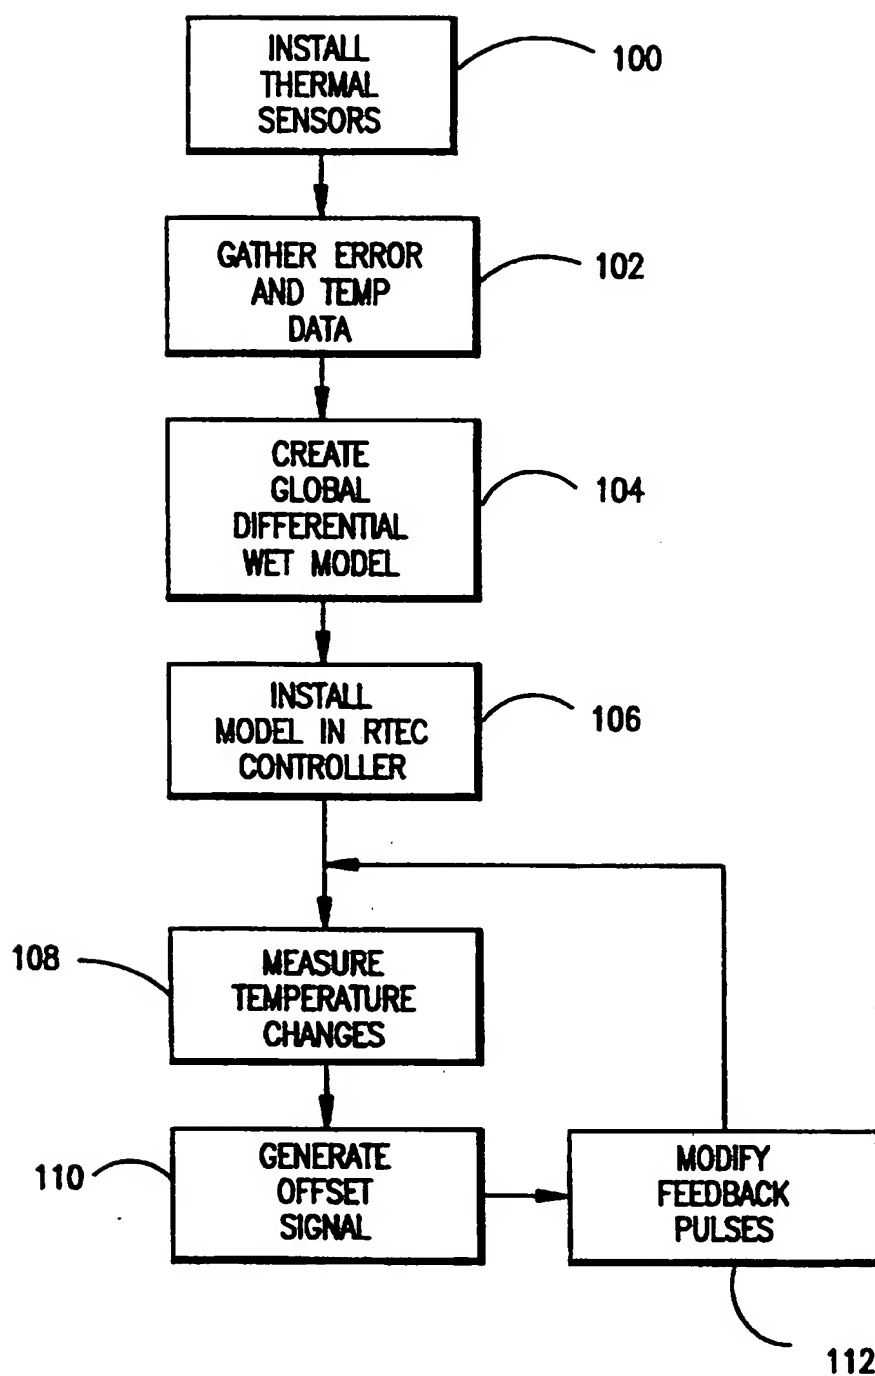 INSTALL
THERMAL
SENSORS
100
GATHER ERROR
AND TEMP
DATA
102
CREATE
GLOBAL
DIFFERENTIAL
WET MODEL
104
INSTALL
MODEL IN RTEC
CONTROLLER
106
108
MEASURE
TEMPERATURE
CHANGES
110
GENERATE
OFFSET
SIGNAL
MODIFY
FEEDBACK
PULSES
112